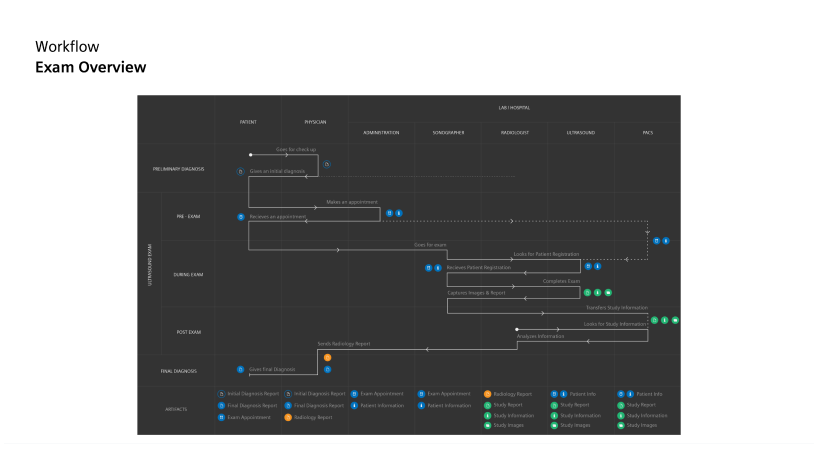 Workflow
Exam Overview
LAB | HOSPITAL
PATIENT
PHYSICIAN
ADMINISTRATION
SONOGRAPHER
RADIOLOGIST
ULTRASOUND
PACS
Goes for check up
PRELIMINARY DIAGNOSIS
Gives an initial diagnosis
Makes an appointment
PRE - EXAM
Recieves an appointment
Goes for exam
ULTRASOUND EXAM
Looks for Patient Registration
DURING EXAM
Recieves Patient Registration
Completes Exam
Captures Images & Report
Transfers Study Information
Looks for Study Information
POST EXAM
Analyzes Information
Sends Radiology Report
FINAL DIAGNOSIS
Gives final Diagnosis
ARTIFACTS
Initial Diagnosis Report
Final Diagnosis Report
Exam Appointment
Initial Diagnosis Report
Final Diagnosis Report
Radiology Report
Exam Appointment
Patient Information
Exam Appointment
Patient Information
Radiology Report
Study Report
Study Information
Study Images
Patient Info
Study Report
Study Information
Study Images
Patient Info
Study Report
Study Information
Study Images